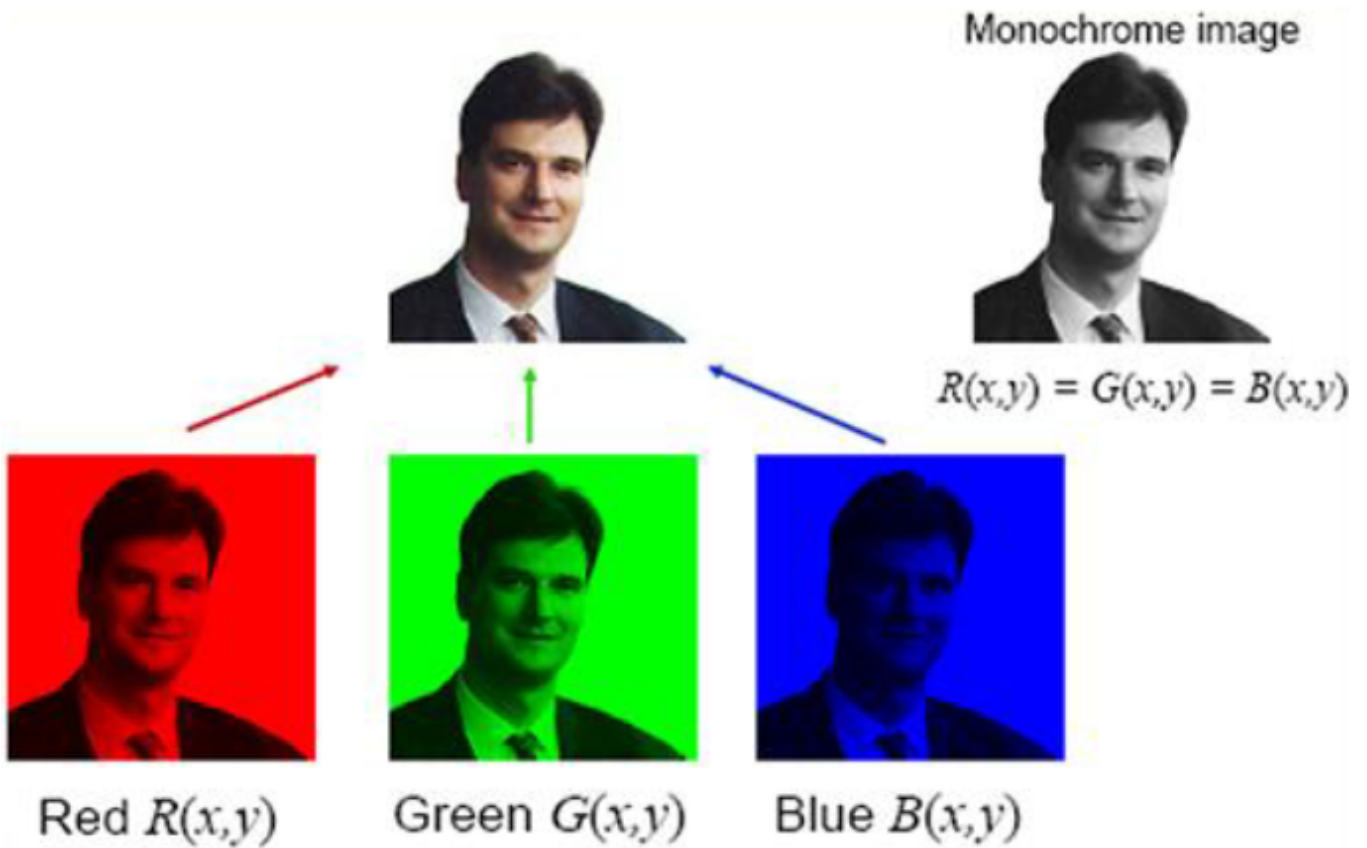 Monochrome image
R(x,y) = G(x,y) = B(x,y)
Red R(x,y)
Green G(x,y)
Blue B(x,y)